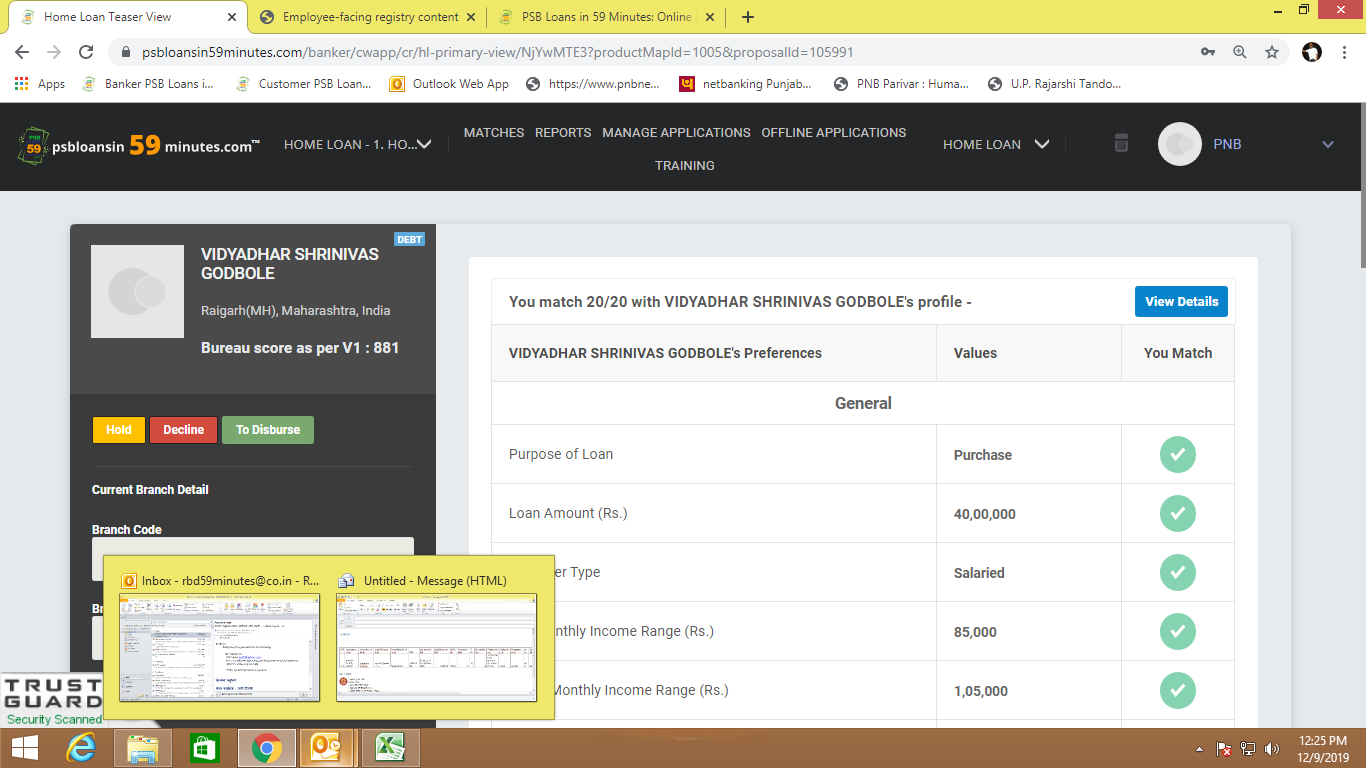 Home Loan Teaser View
Employee-facing registry content
PSB Loans in 59 Minutes: Online
psbloansin59minutes.com/banker/cwapp/cr/hl-primary-view/NjYwMTE3?productMapId=1005&proposalId=105991
Apps
Banker PSB Loans i...
Customer PSB Loan...
Outlook Web App
https://www.pnbne...
netbanking Punjab...
PNB Parivar : Huma...
U.P. Rajarshi Tando...
PSB
59
psbloansin 59 minutes.com™
HOME LOAN - 1. HO...
MATCHES REPORTS MANAGE APPLICATIONS OFFLINE APPLICATIONS
TRAINING
HOME LOAN
PNB
DEBT
VIDYADHAR SHRINIVAS
GODBOLE
Raigarh(MH), Maharashtra, India
Bureau score as per V1 : 881
Hold
Decline
To Disburse
Current Branch Detail
Branch Code
You match 20/20 with VIDYADHAR SHRINIVAS GODBOLE's profile -
View Details
VIDYADHAR SHRINIVAS GODBOLE's Preferences Values You Match
General
Purpose of Loan Purchase
Loan Amount (Rs.) 40,00,000
er Type Salaried
nthly Income Range (Rs.) 85,000
Monthly Income Range (Rs.) 1,05,000
Inbox - rbd59minutes@co.in - R...
Untitled - Message (HTML)
TRUST
GUARD
Security Scanned
12:25 PM
12/9/2019